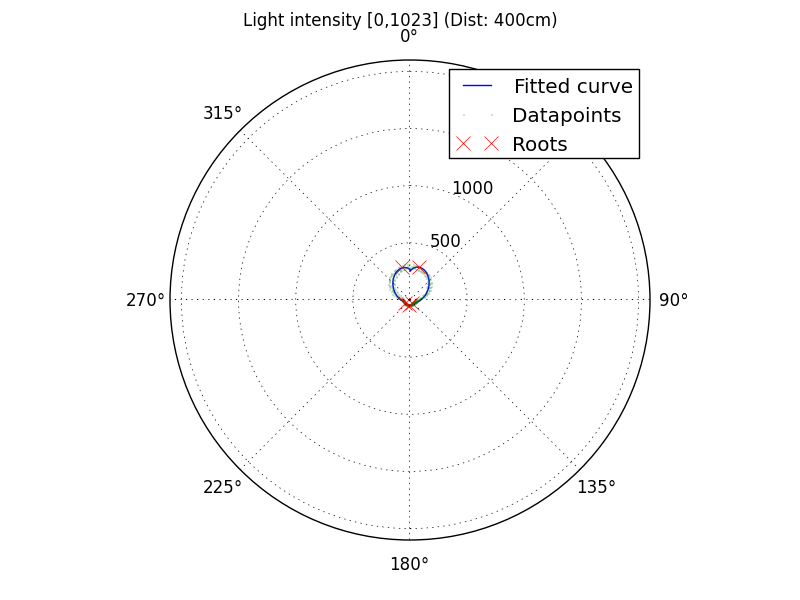 Light intensity [0,1023] (Dist: 400cm)
0°
Fitted curve
Datapoints
Roots
315°
1000
500
270°
90°
225°
135°
180°